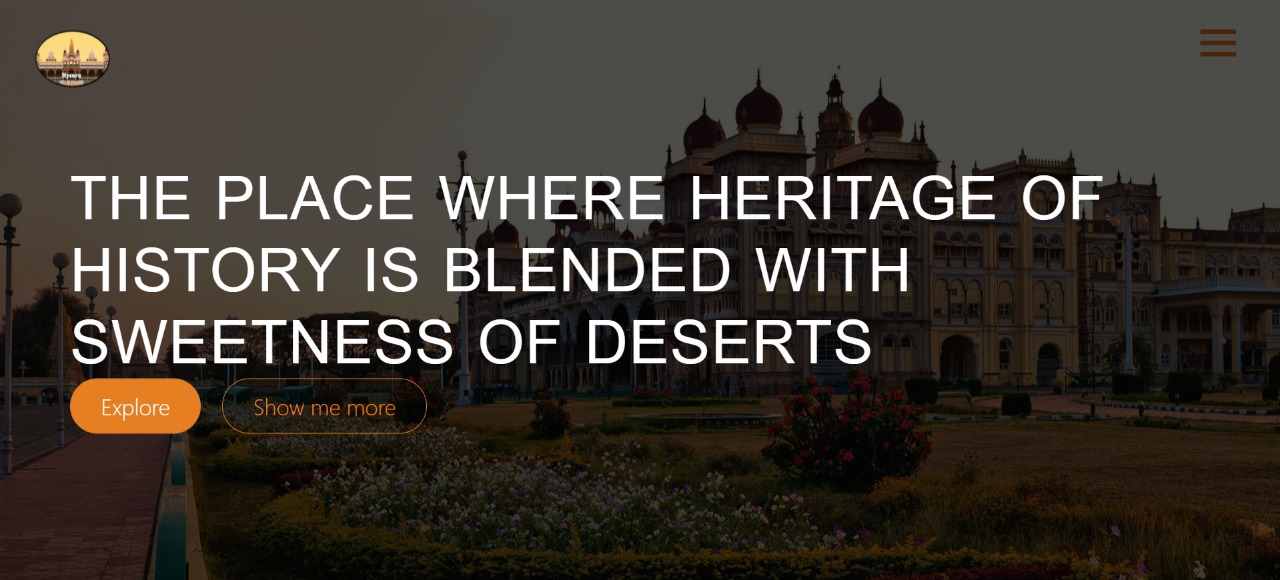 Mysuru
THE PLACE WHERE HERITAGE OF
HISTORY IS BLENDED WITH
SWEETNESS OF DESERTS
Explore
Show me more